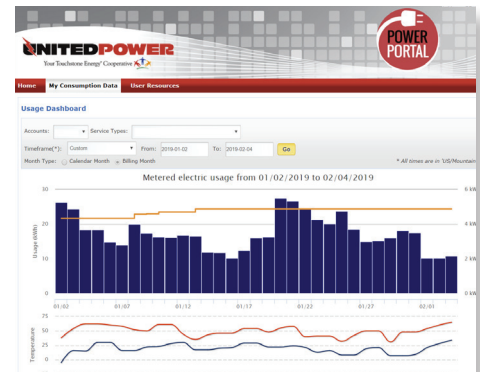 UNITEDPOWER
Your Touchstone Energy® Cooperative
POWER
PORTAL
Home My Consumption Data User Resources
Usage Dashboard
Accounts: Service Types:
Timeframe(*): Custom From: 2019-01-02 To: 2019-02-04 Go
Month Type: Calendar Month Billing Month * All times are in 'US/Mountain
Metered electric usage from 01/02/2019 to 02/04/2019
30 6 kW
20 4 kW
10 2 kW
0 0 kW
Usage (kWh)
01/02 01/07 01/12 01/17 01/22 01/27 02/01
75
50
25
0
Temperature